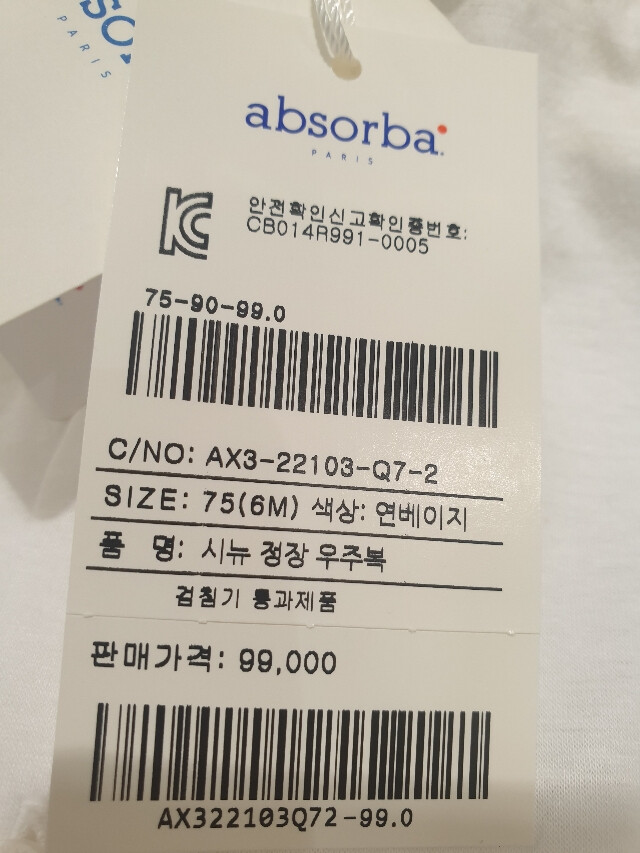 SO
PARIS
absorba
PARIS
안전확인신고확인증번호:
CB014R991-0005
75-90-99.0
C/NO: AX3-22103-Q7-2
SIZE: 75(6M) 색상: 연베이지
품 명: 시뉴 정장 우주복
검침기 통과제품
판매가격: 99,000
AX322103Q72-99.0